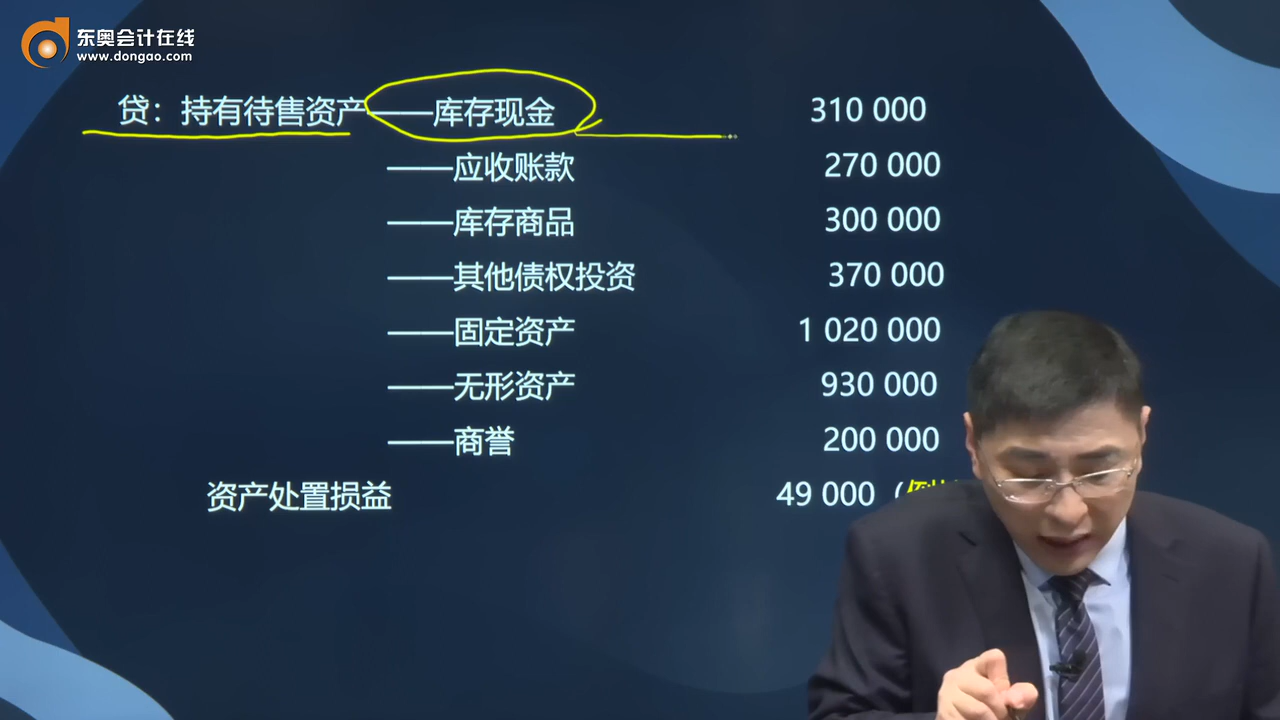 东奥会计在线
www.dongao.com
贷：持有待售资产——库存现金 310 000
——应收账款 270 000
——库存商品 300 000
——其他债权投资 370 000
——固定资产 1 020 000
——无形资产 930 000
——商誉 200 000
资产处置损益 49 000（